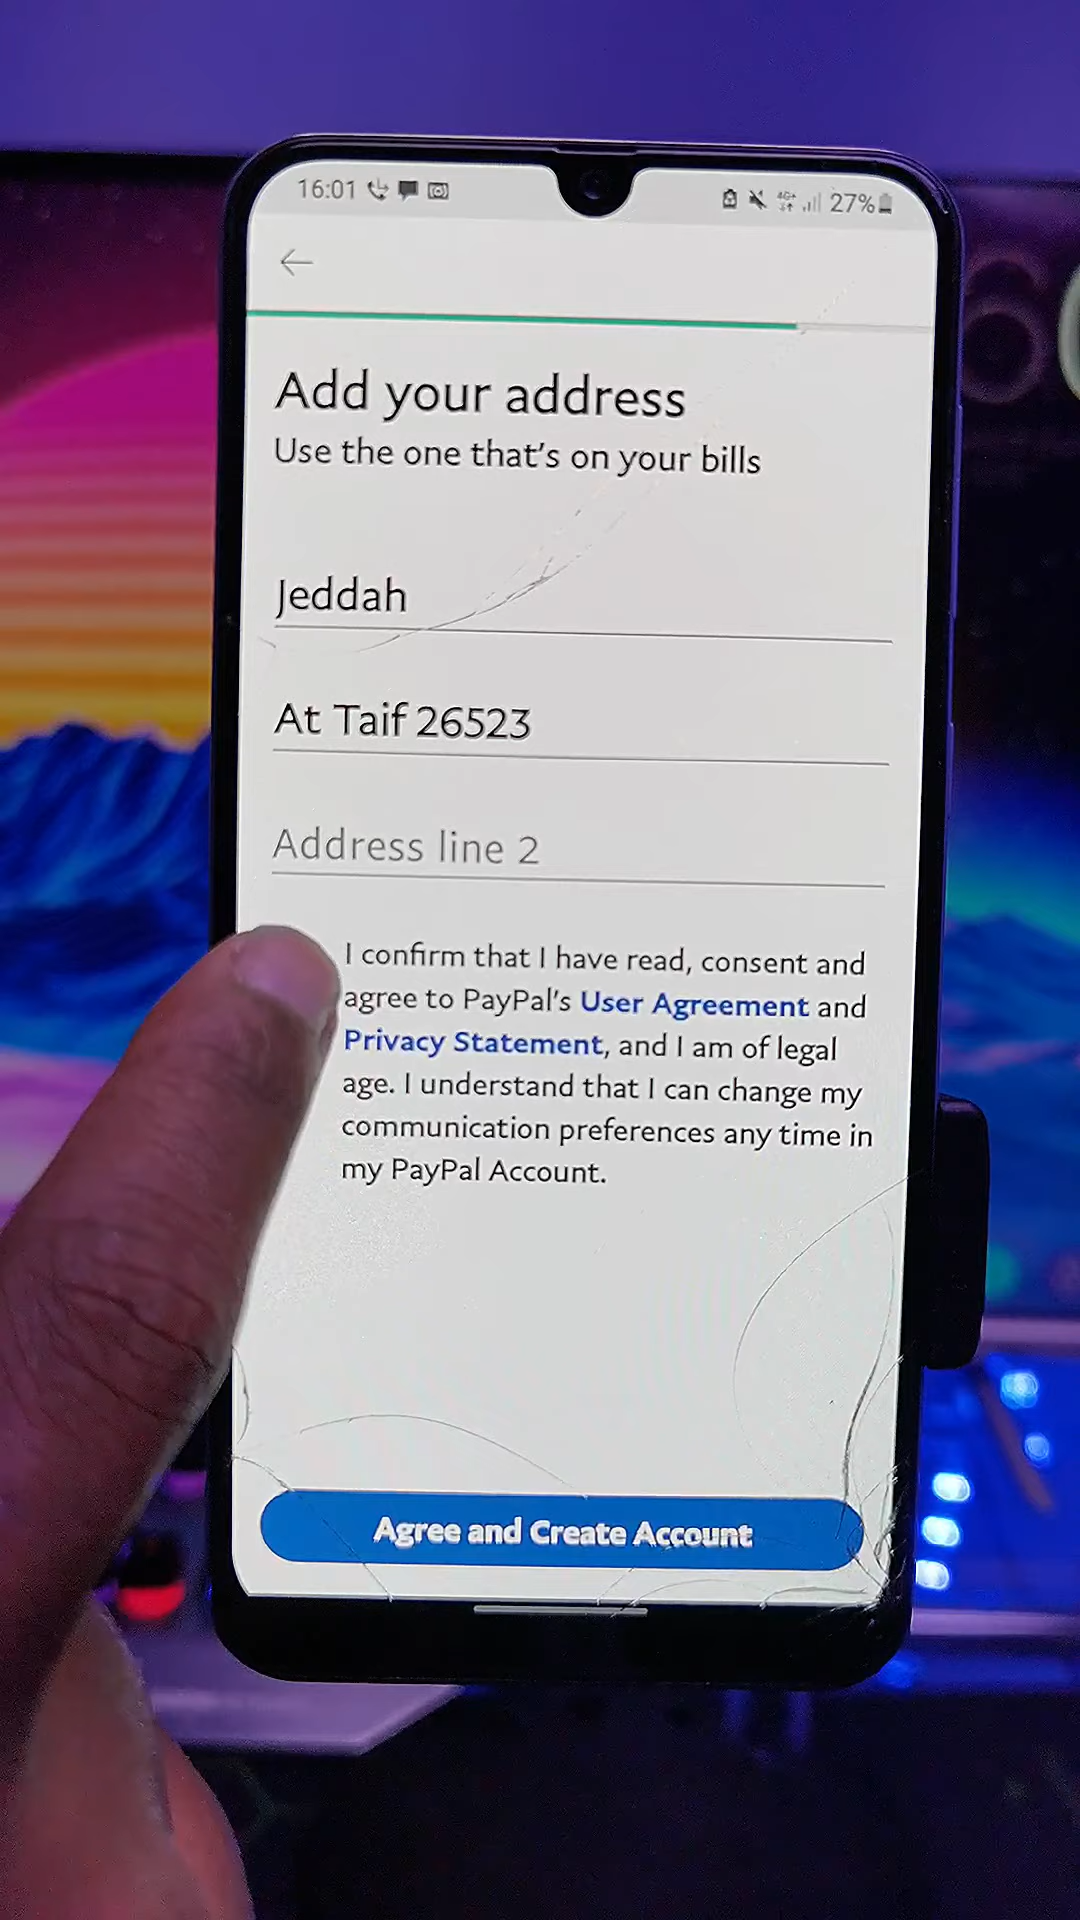 16:01
4G+ 27%
Add your address
Use the one that's on your bills
Jeddah
At Taif 26523
Address line 2
I confirm that I have read, consent and
agree to PayPal's User Agreement and
Privacy Statement, and I am of legal
age. I understand that I can change my
communication preferences any time in
my PayPal Account.
Agree and Create Account